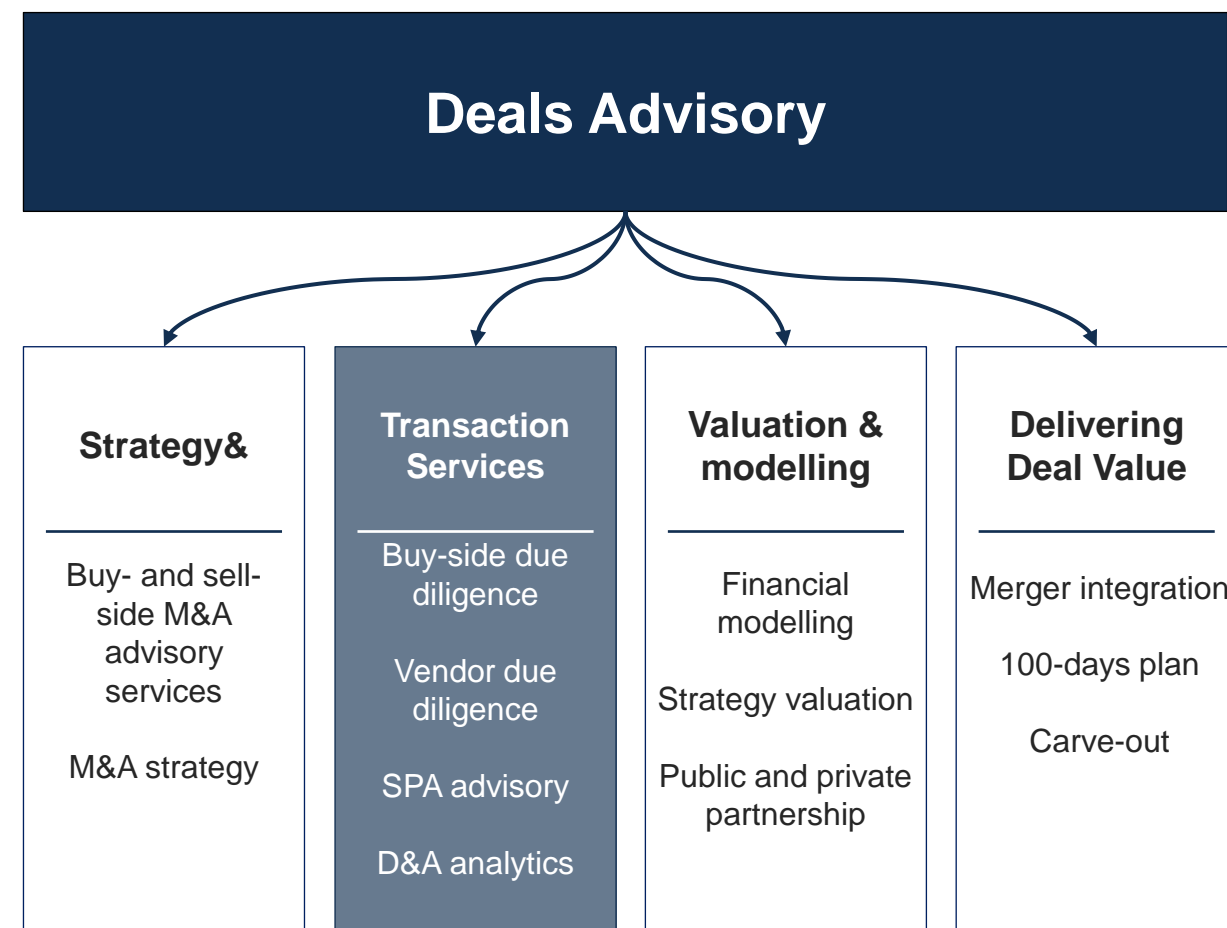 Deals Advisory
Strategy&
Buy- and sell-
side M&A
advisory
services
M&A strategy
Transaction
Services
Buy-side due
diligence
Vendor due
diligence
SPA advisory
D&A analytics
Valuation &
modelling
Financial
modelling
Strategy valuation
Public and private
partnership
Delivering
Deal Value
Merger integration
100-days plan
Carve-out